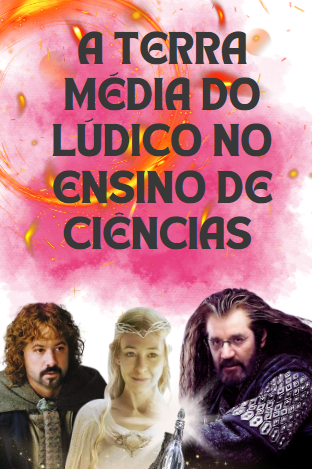 A TERRA
MÉDIA DO
LÚDICO NO
ENSINO DE
CIÊNCIAS